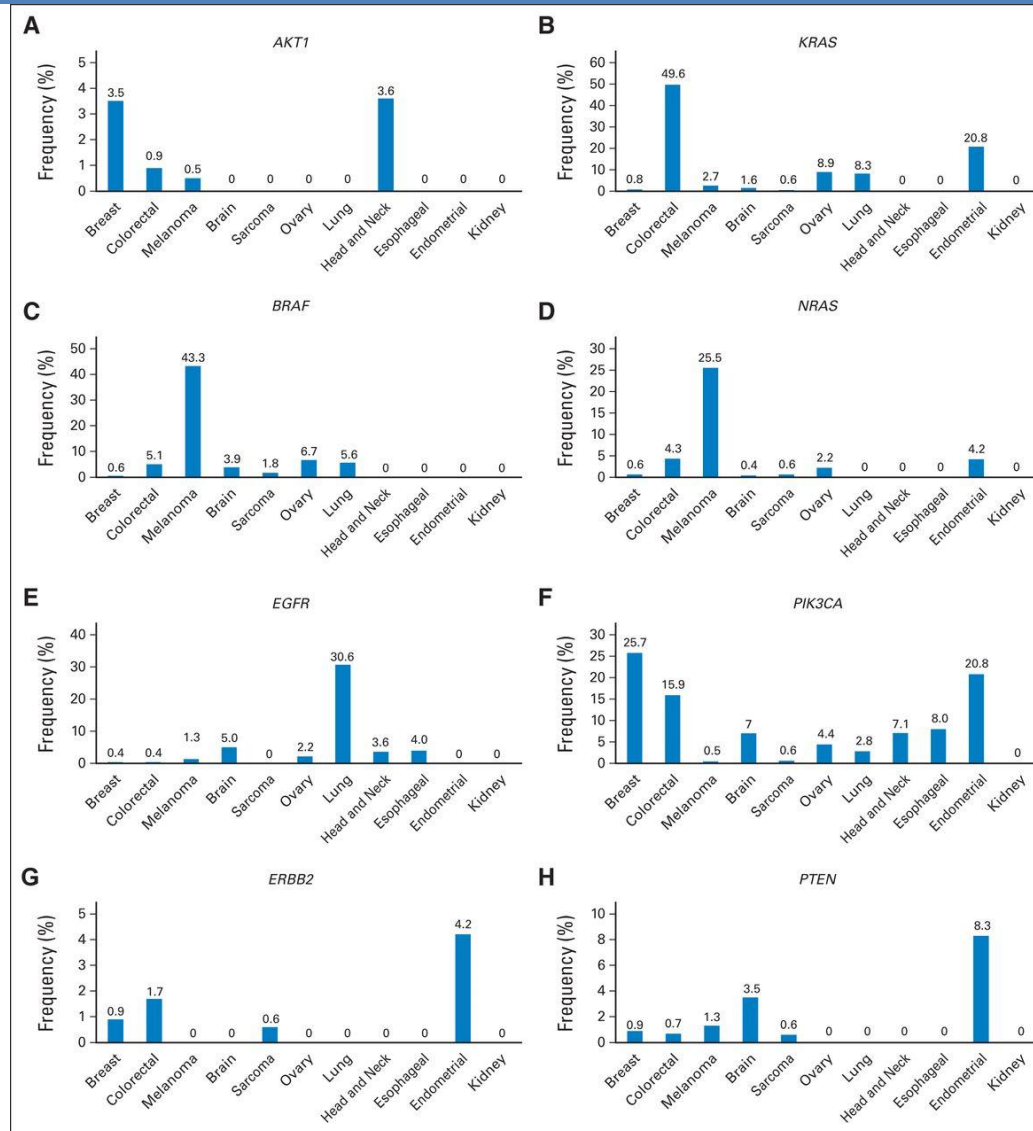 A
AKT1
Frequency (%)
5
4
3
2
1
0
3.5
0.9
0.5
0
0
0
0
3.6
0
0
0
Breast
Colorectal
Melanoma
Brain
Sarcoma
Ovary
Lung
Head and Neck
Esophageal
Endometrial
Kidney
B
KRAS
Frequency (%)
60
50
40
30
20
10
0
0.8
49.6
2.7
1.6
0.6
8.9
8.3
0
0
20.8
0
Breast
Colorectal
Melanoma
Brain
Sarcoma
Ovary
Lung
Head and Neck
Esophageal
Endometrial
Kidney
C
BRAF
Frequency (%)
50
40
30
20
10
0
0.6
5.1
43.3
3.9
1.8
6.7
5.6
0
0
0
0
Breast
Colorectal
Melanoma
Brain
Sarcoma
Ovary
Lung
Head and Neck
Esophageal
Endometrial
Kidney
D
NRAS
Frequency (%)
30
25
20
15
10
5
0
0.6
4.3
25.5
0.4
0.6
2.2
0
0
0
4.2
0
Breast
Colorectal
Melanoma
Brain
Sarcoma
Ovary
Lung
Head and Neck
Esophageal
Endometrial
Kidney
E
EGFR
Frequency (%)
40
30
20
10
0
0.4
0.4
1.3
5.0
0
2.2
30.6
3.6
4.0
0
0
Breast
Colorectal
Melanoma
Brain
Sarcoma
Ovary
Lung
Head and Neck
Esophageal
Endometrial
Kidney
F
PIK3CA
Frequency (%)
30
25
20
15
10
5
0
25.7
15.9
0.5
7
0.6
4.4
2.8
7.1
8.0
20.8
0
Breast
Colorectal
Melanoma
Brain
Sarcoma
Ovary
Lung
Head and Neck
Esophageal
Endometrial
Kidney
G
ERBB2
Frequency (%)
5
4
3
2
1
0
0.9
1.7
0
0
0.6
0
0
0
0
4.2
0
Breast
Colorectal
Melanoma
Brain
Sarcoma
Ovary
Lung
Head and Neck
Esophageal
Endometrial
Kidney
H
PTEN
Frequency (%)
10
8
6
4
2
0
0.9
0.7
1.3
3.5
0.6
0
0
0
0
8.3
0
Breast
Colorectal
Melanoma
Brain
Sarcoma
Ovary
Lung
Head and Neck
Esophageal
Endometrial
Kidney